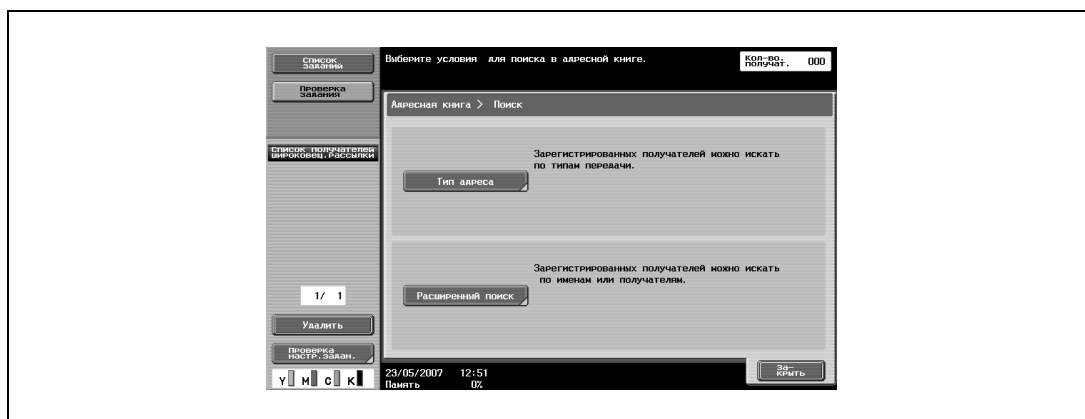 Список
заданий
Проверка
задания
Список получателей
широковещ.рассылки
1/ 1
Удалить
Проверка
настр.задан.
Y M C K
Выберите условия для поиска в адресной книге.
Кол-во.
получат. 000
Адресная книга > Поиск
Зарегистрированных получателей можно искать
по типам передачи.
Тип адреса
Зарегистрированных получателей можно искать
по именам или получателям.
Расширенный поиск
23/05/2007 12:51
Память 0%
За-
крыть